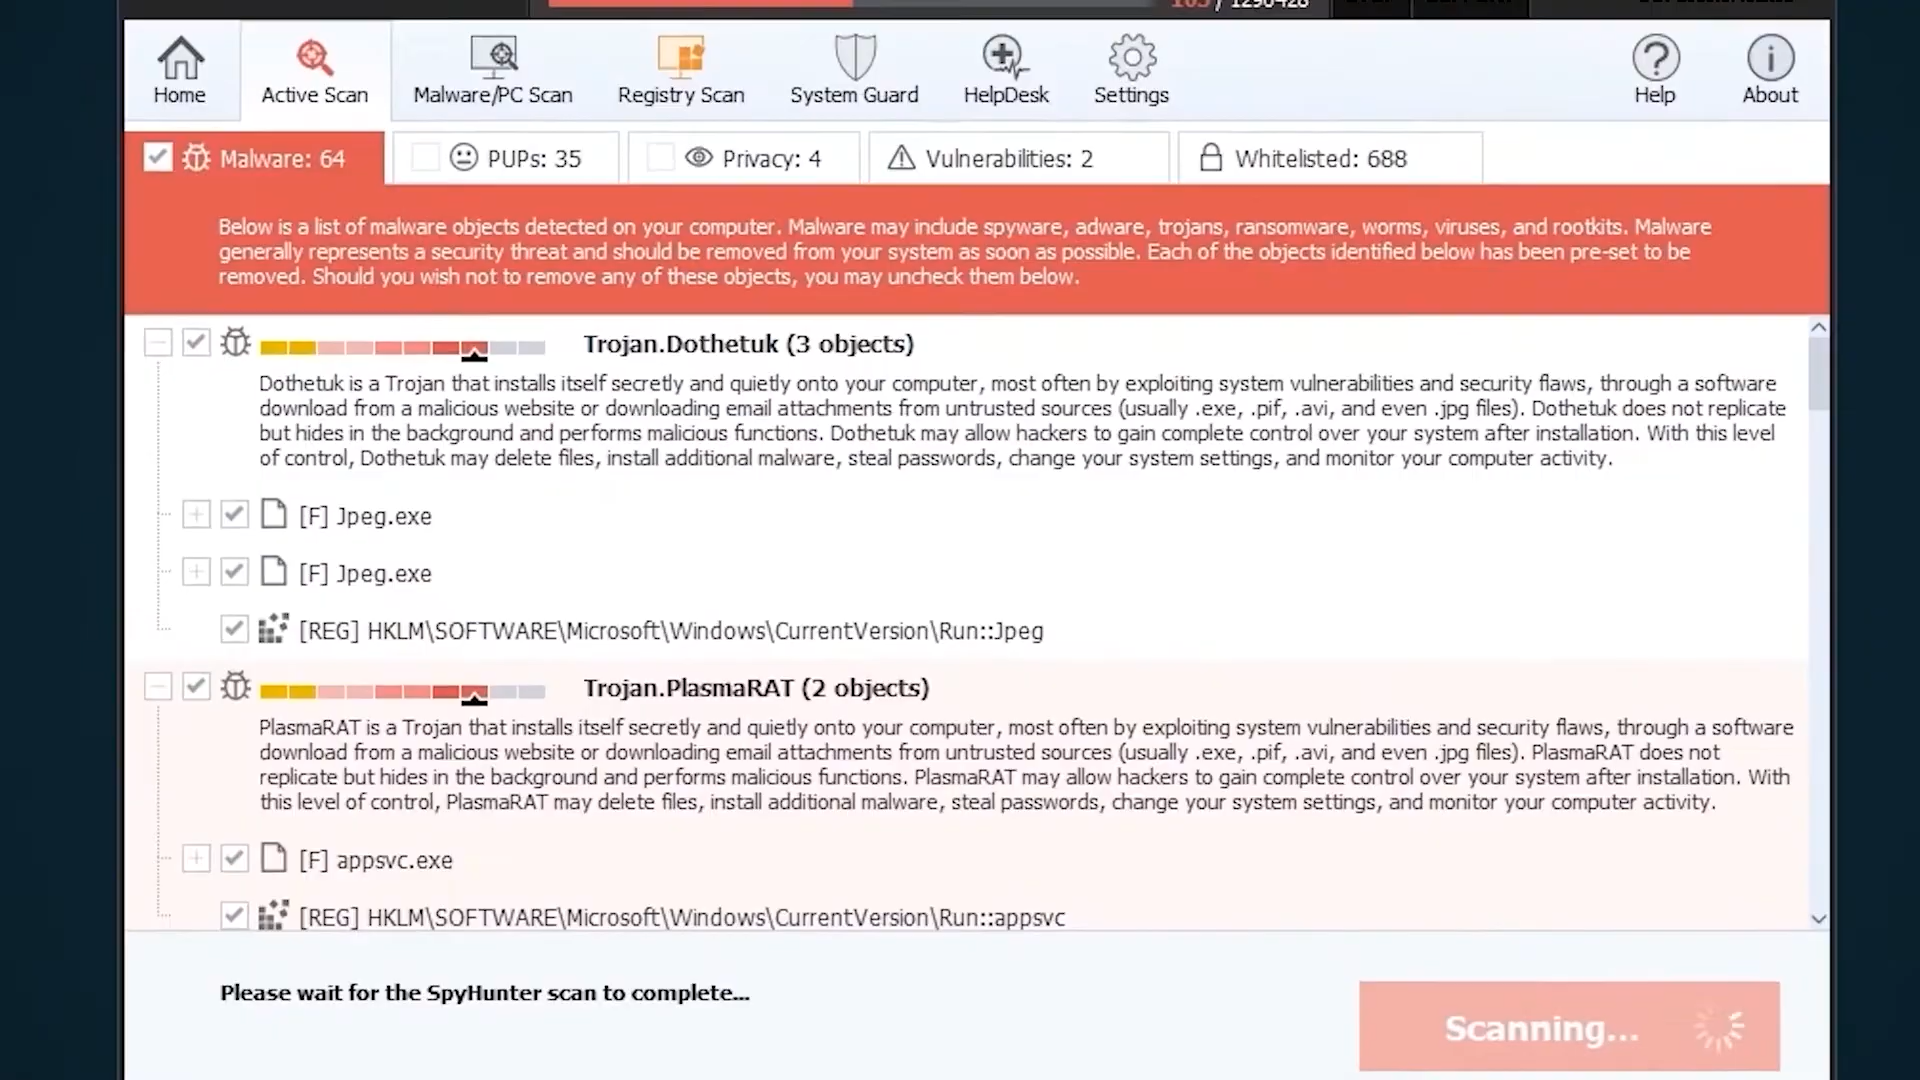 105 / 1290428
Home
Active Scan
Malware/PC Scan
Registry Scan
System Guard
HelpDesk
Settings
Help
About
Malware: 64
PUPs: 35
Privacy: 4
Vulnerabilities: 2
Whitelisted: 688
Below is a list of malware objects detected on your computer. Malware may include spyware, adware, trojans, ransomware, worms, viruses, and rootkits. Malware
generally represents a security threat and should be removed from your system as soon as possible. Each of the objects identified below has been pre-set to be
removed. Should you wish not to remove any of these objects, you may uncheck them below.
Trojan.Dothetuk (3 objects)
Dothetuk is a Trojan that installs itself secretly and quietly onto your computer, most often by exploiting system vulnerabilities and security flaws, through a software
download from a malicious website or downloading email attachments from untrusted sources (usually .exe, .pif, .avi, and even .jpg files). Dothetuk does not replicate
but hides in the background and performs malicious functions. Dothetuk may allow hackers to gain complete control over your system after installation. With this level
of control, Dothetuk may delete files, install additional malware, steal passwords, change your system settings, and monitor your computer activity.
[F] Jpeg.exe
[F] Jpeg.exe
[REG] HKLM\SOFTWARE\Microsoft\Windows\CurrentVersion\Run::Jpeg
Trojan.PlasmaRAT (2 objects)
PlasmaRAT is a Trojan that installs itself secretly and quietly onto your computer, most often by exploiting system vulnerabilities and security flaws, through a software
download from a malicious website or downloading email attachments from untrusted sources (usually .exe, .pif, .avi, and even .jpg files). PlasmaRAT does not
replicate but hides in the background and performs malicious functions. PlasmaRAT may allow hackers to gain complete control over your system after installation. With
this level of control, PlasmaRAT may delete files, install additional malware, steal passwords, change your system settings, and monitor your computer activity.
[F] appsvc.exe
[REG] HKLM\SOFTWARE\Microsoft\Windows\CurrentVersion\Run::appsvc
Please wait for the SpyHunter scan to complete...
Scanning...